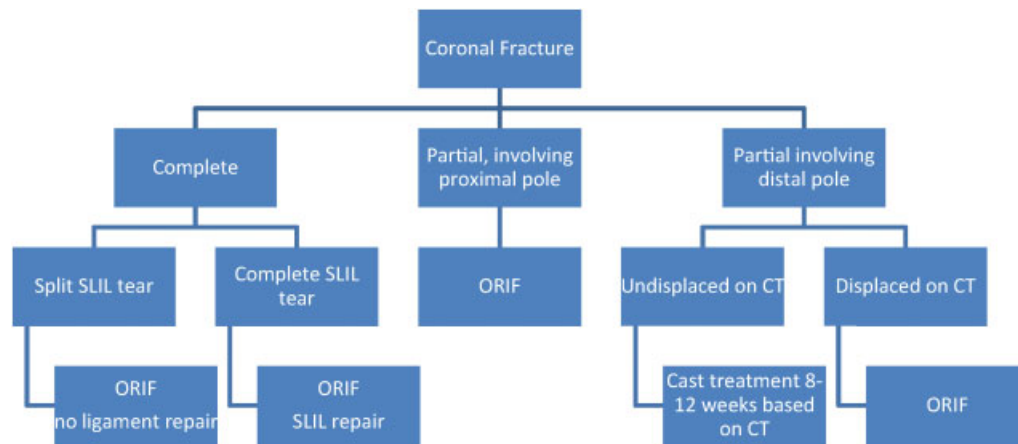 Coronal Fracture
Complete
Partial, involving
proximal pole
Partial involving
distal pole
Split SLIL tear
Complete SLIL
tear
ORIF
Undisplaced on CT
Displaced on CT
ORIF
no ligament repair
ORIF
SLIL repair
Cast treatment 8-
12 weeks based
on CT
ORIF